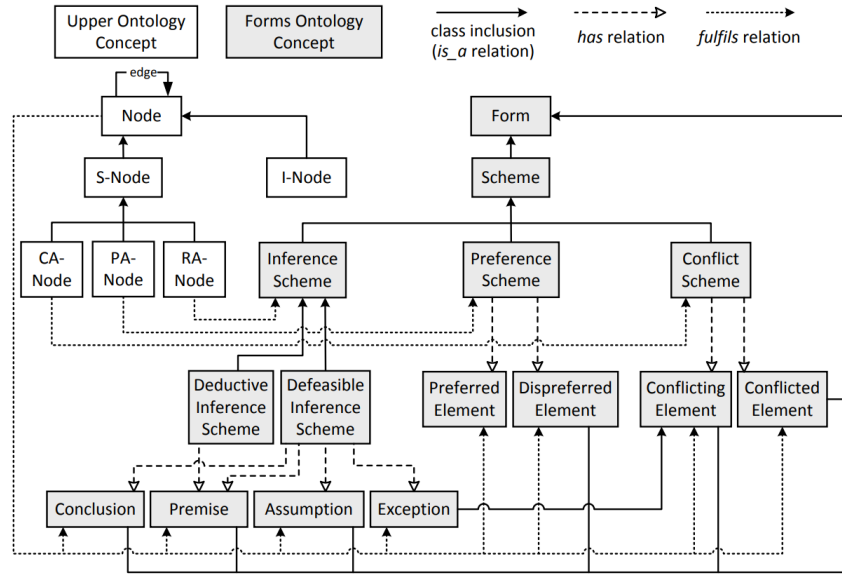 Upper Ontology
Concept
Forms Ontology
Concept
class inclusion
(is_a relation)
has relation
fulfils relation
edge
Node
Form
S-Node
I-Node
Scheme
CA-
Node
PA-
Node
RA-
Node
Inference
Scheme
Preference
Scheme
Conflict
Scheme
Deductive
Inference
Scheme
Defeasible
Inference
Scheme
Preferred
Element
Dispreferred
Element
Conflicting
Element
Conflicted
Element
Conclusion
Premise
Assumption
Exception